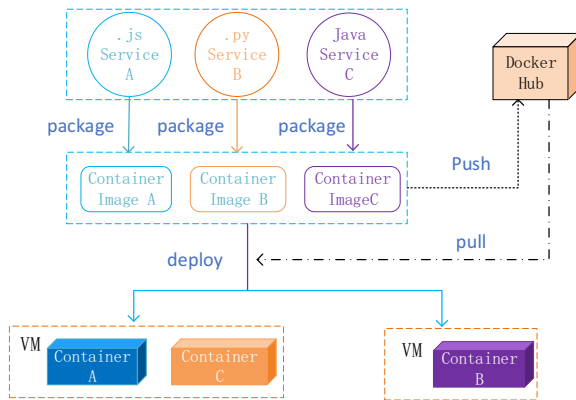 .js
Service
A
.py
Service
B
Java
Service
C
Docker
Hub
package
package
package
Push
Container
Image A
Container
Image B
Container
ImageC
pull
deploy
VM
Container
A
Container
C
VM
Container
B